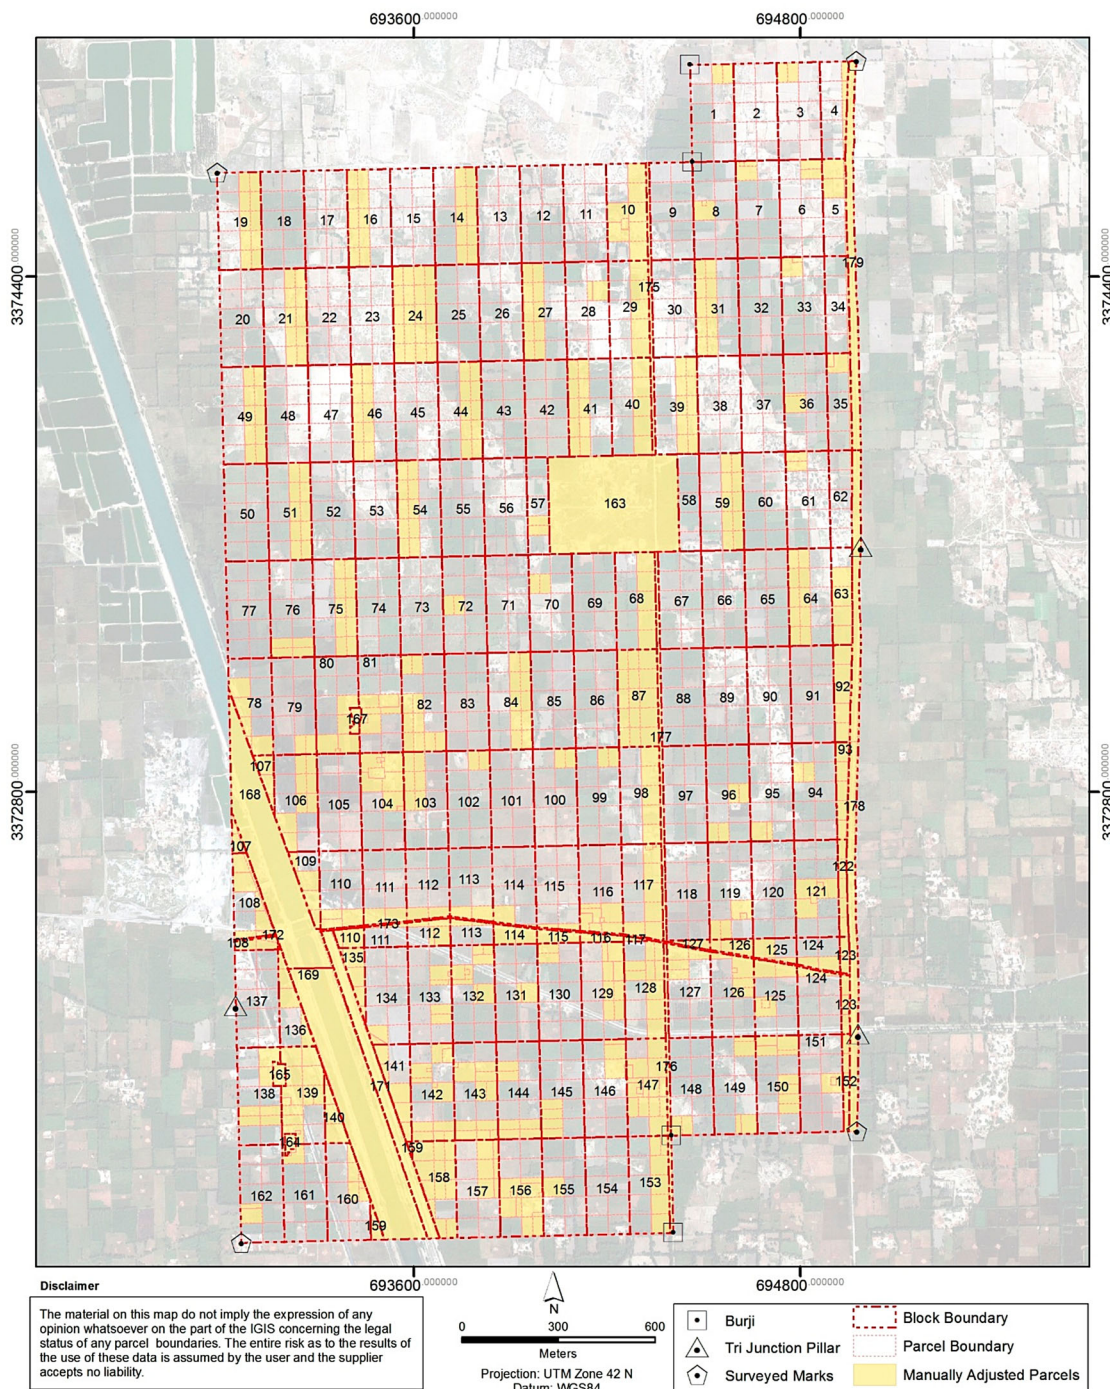 693600.000000 694800.000000
1 2 3 4
19 18 17 16 15 14 13 12 11 10 9 8 7 6 5
179
3374400.000000 3374400.000000
175
20 21 22 23 24 25 26 27 28 29 30 31 32 33 34
49 48 47 46 45 44 43 42 41 40 39 38 37 36 35
50 51 52 53 54 55 56 57 163 58 59 60 61 62
77 76 75 74 73 72 71 70 69 68 67 66 65 64 63
80 81
78 79 82 83 84 85 86 87 88 89 90 91 92
167
177
93
107
168 106 105 104 103 102 101 100 99 98 97 96 95 94
178
3372800.000000 3372800.000000
107
109 122
110 111 112 113 114 115 116 117 118 119 120 121
108
173
108 172 110 111 112 113 114 115 116 117 127 126 125 124
135 123
169 124
137 134 133 132 131 130 129 128 127 126 125 123
136
151
141 176
165
138 139 171 142 143 144 145 146 147 148 149 150 152
140
164 159
162 161 160 158 157 156 155 154 153
159
693600.000000 694800.000000
Disclaimer
The material on this map do not imply the expression of any
opinion whatsoever on the part of the IGIS concerning the legal
status of any parcel boundaries. The entire risk as to the results of
the use of these data is assumed by the user and the supplier
accepts no liability.
N
0 300 600
Meters
Projection: UTM Zone 42 N
Datum: WGS84
Burji
Tri Junction Pillar
Surveyed Marks
Block Boundary
Parcel Boundary
Manually Adjusted Parcels